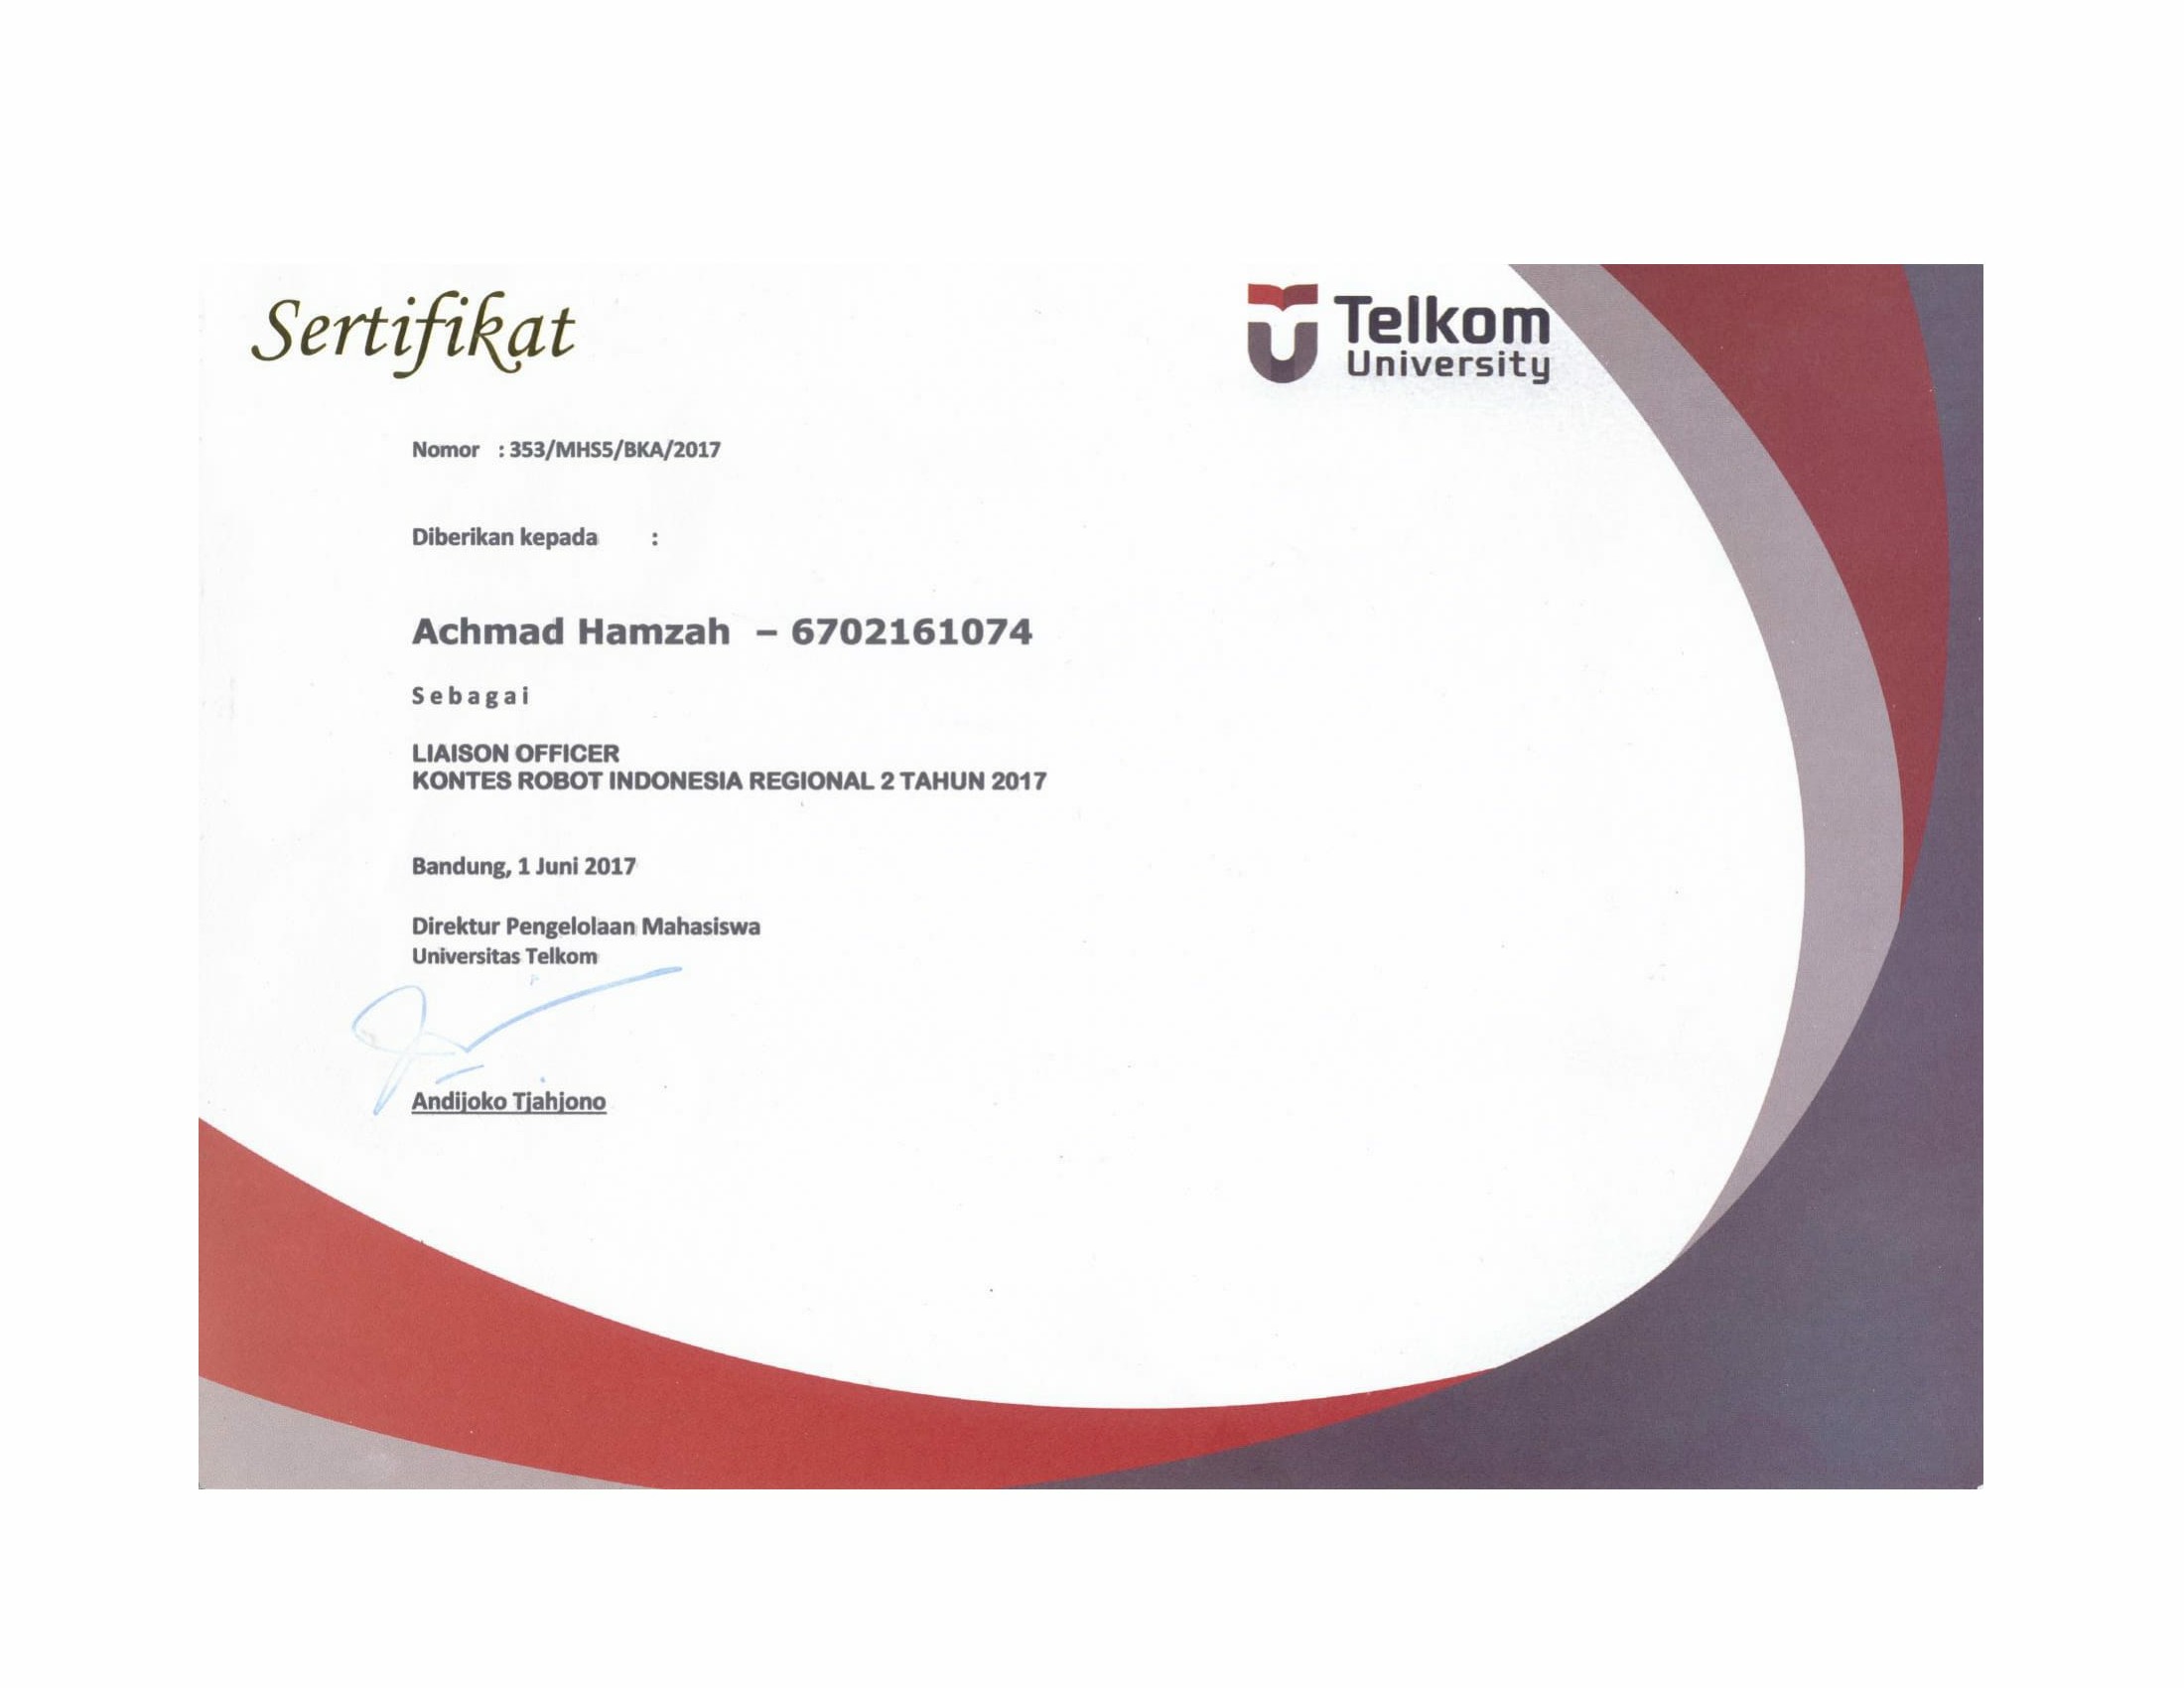 Sertifikat
Telkom
University
Nomor : 353/MHS5/BKA/2017
Diberikan kepada :
Achmad Hamzah – 6702161074
Sebagai
LIAISON OFFICER
KONTES ROBOT INDONESIA REGIONAL 2 TAHUN 2017
Bandung, 1 Juni 2017
Direktur Pengelolaan Mahasiswa
Universitas Telkom
Andijoko Tjahjono